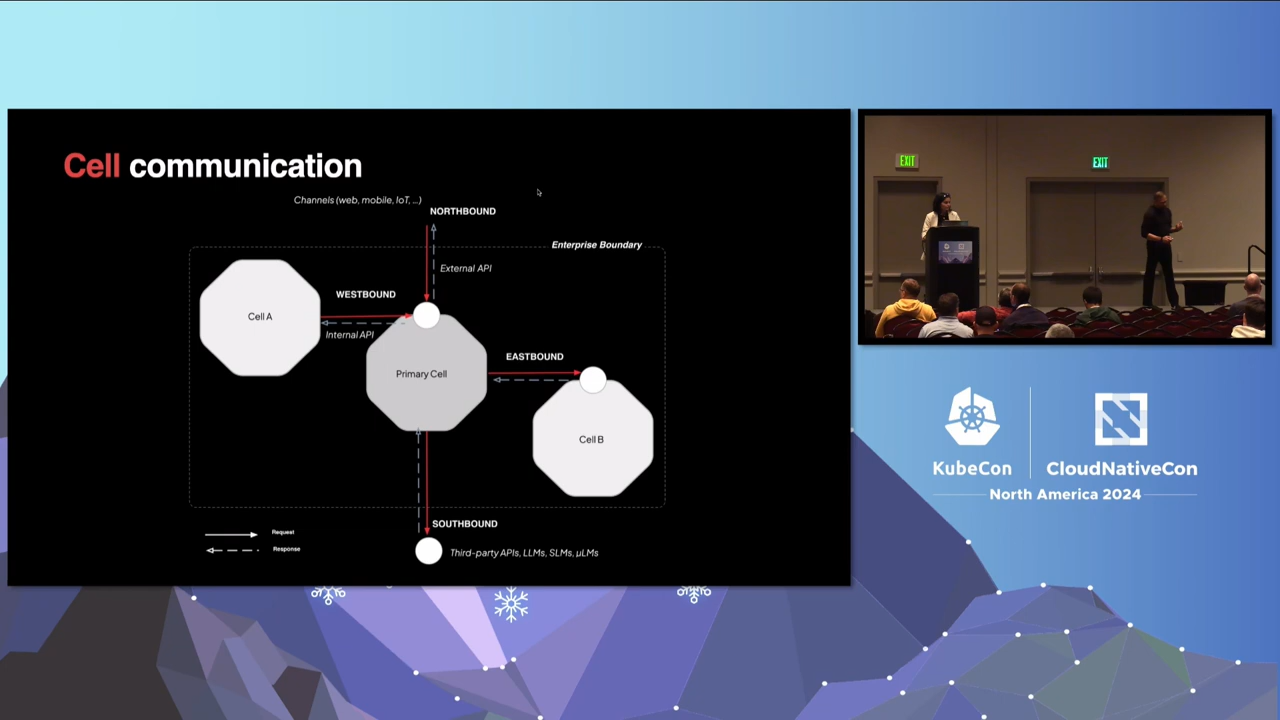 Cell communication
Channels (web, mobile, IoT, ...)
NORTHBOUND
Enterprise Boundary
External API
WESTBOUND
Cell A
Internal API
EASTBOUND
Primary Cell
Cell B
SOUTHBOUND
Request
Response
Third-party APIs, LLMs, SLMs, µLMs
EXIT
EXIT
KubeCon
CloudNativeCon
North America 2024